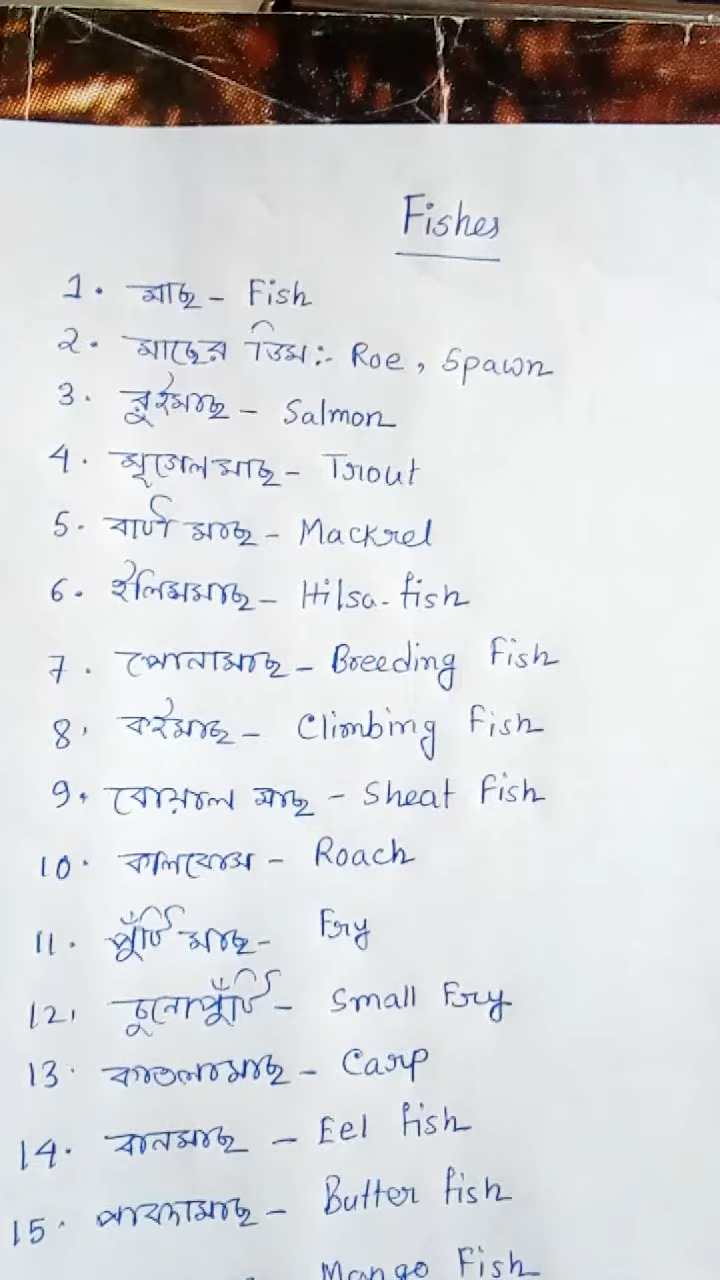 Fishes
1. মাছ - Fish
2. মাছের ডিম :- Roe, Spawn
3. রুইমাছ - Salmon
4. মৃগেলমাছ - Trout
5. বাটা মাছ - Mackrel
6. ইলিশমাছ - Hilsa-fish
7. পোনামাছ - Breeding Fish
8. কইমাছ - Climbing fish
9. বোয়াল মাছ - Sheat fish
10. কালবোস - Roach
11. পুঁটি মাছ - Fry
12. চুনোপুঁটি - Small Fry
13. কাতলামাছ - Carp
14. বানমাছ - Eel fish
15. পাবদামাছ - Butter fish
Mango Fish